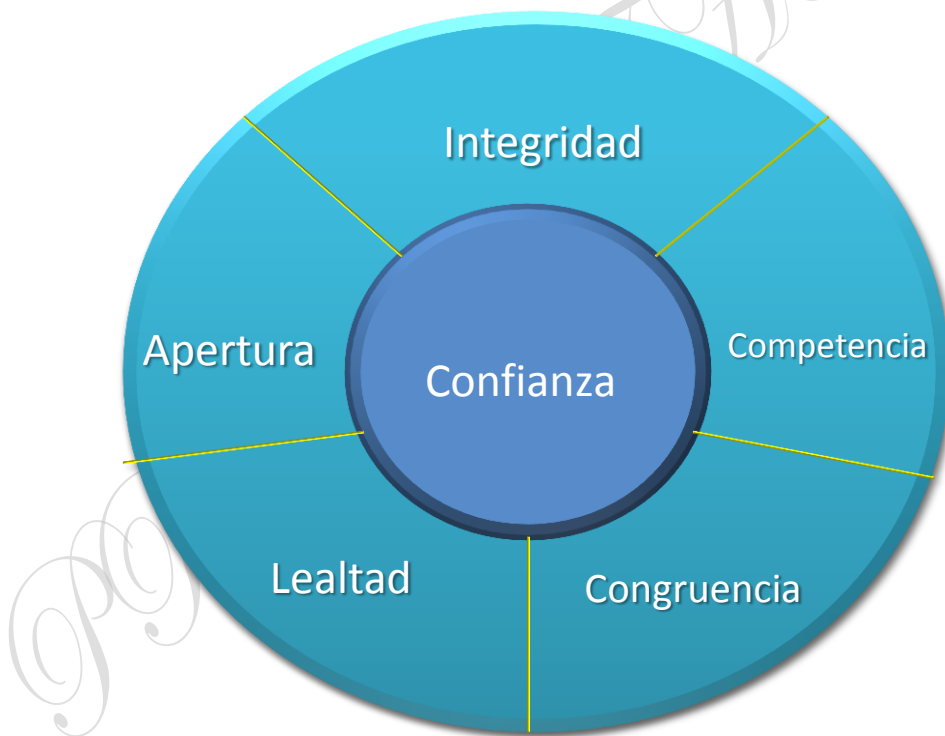 Integridad
Apertura
Competencia
Confianza
Lealtad
Congruencia